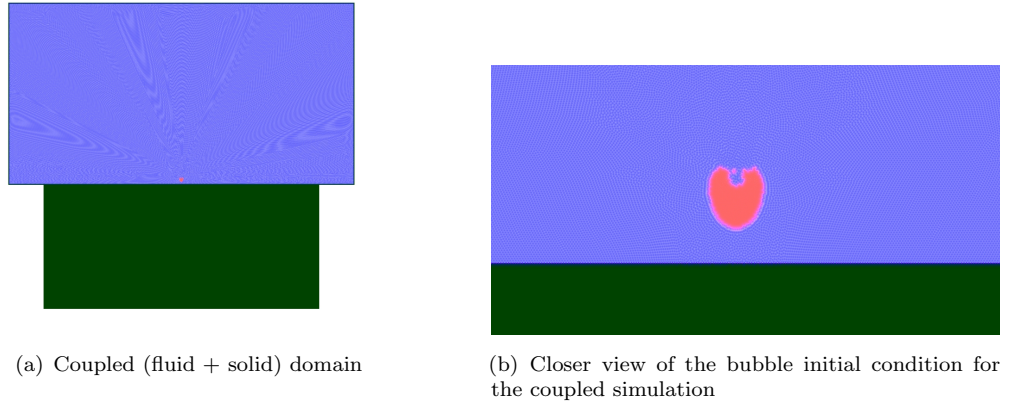 (a) Coupled (fluid + solid) domain
(b) Closer view of the bubble initial condition for
the coupled simulation